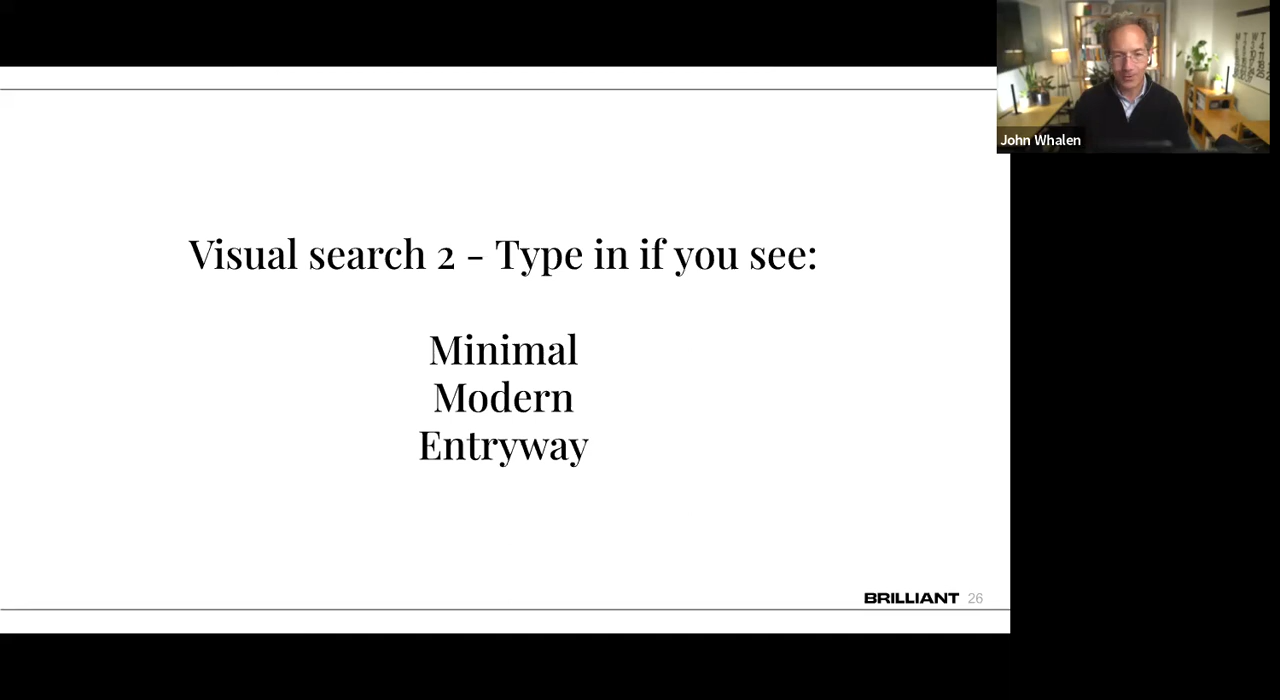 Visual search 2 - Type in if you see:
Minimal
Modern
Entryway
BRILLIANT 26
John Whalen